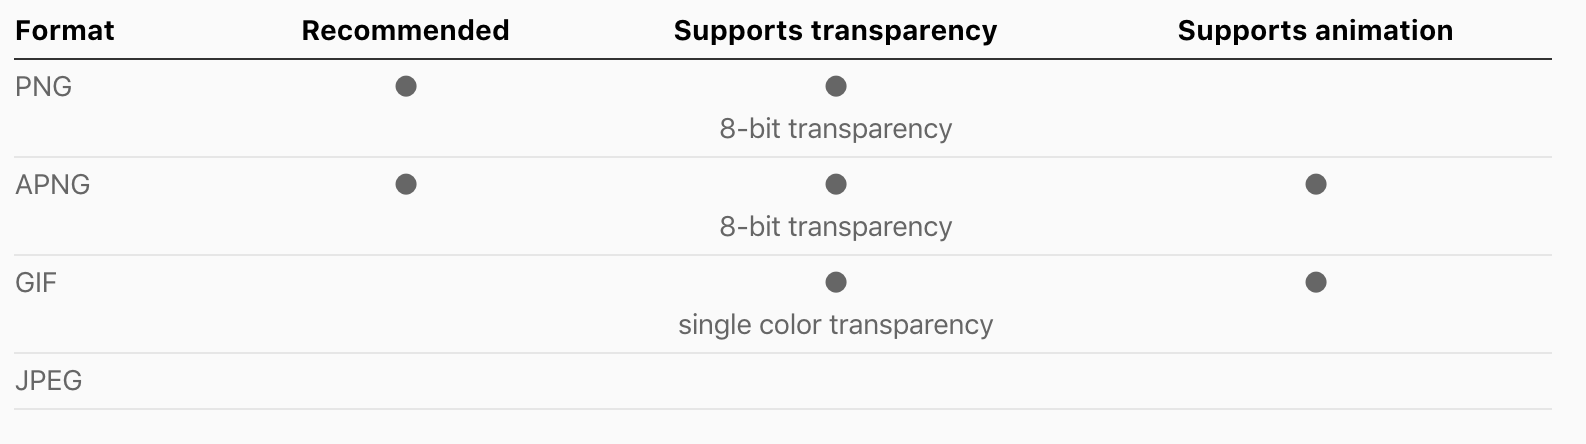 Format Recommended Supports transparency Supports animation
PNG
8-bit transparency
APNG
8-bit transparency
GIF
single color transparency
JPEG